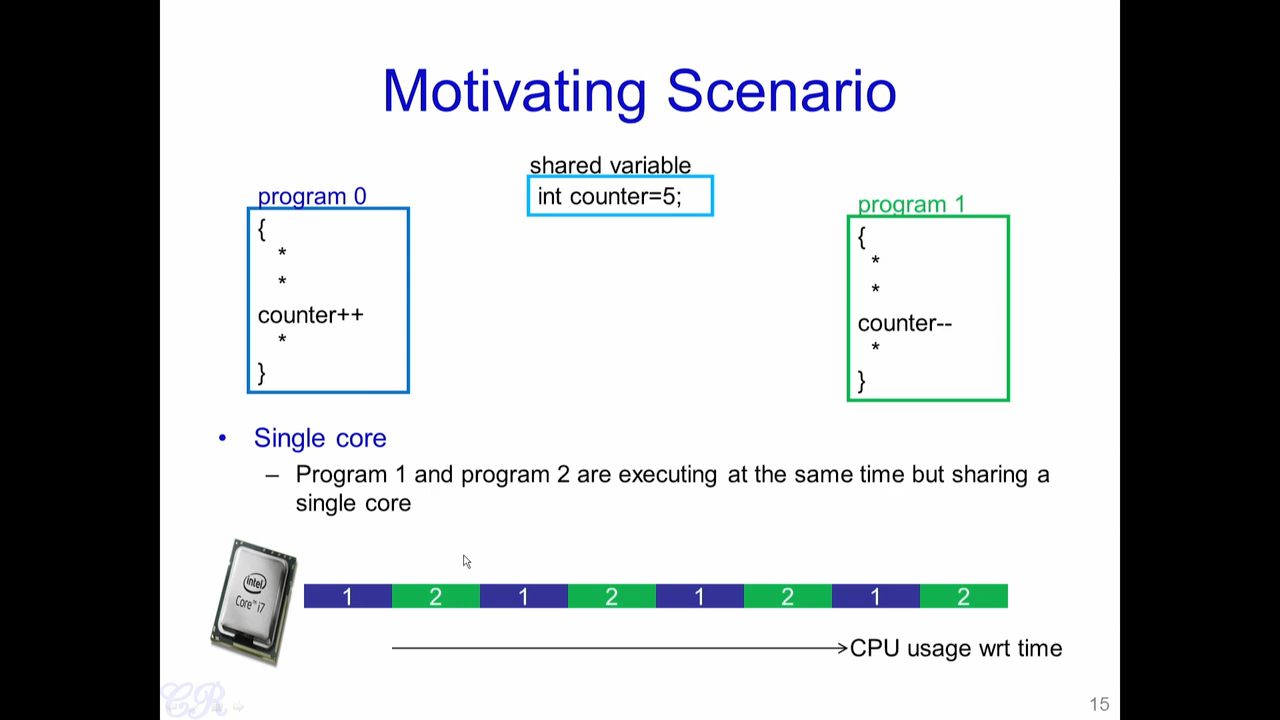 Motivating Scenario
shared variable
int counter=5;
program 0
{
*
*
counter++
*
}
program 1
{
*
*
counter--
*
}
• Single core
– Program 1 and program 2 are executing at the same time but sharing a
single core
intel
Core™ i7
1 2 1 2 1 2 1 2
CPU usage wrt time
CR
15